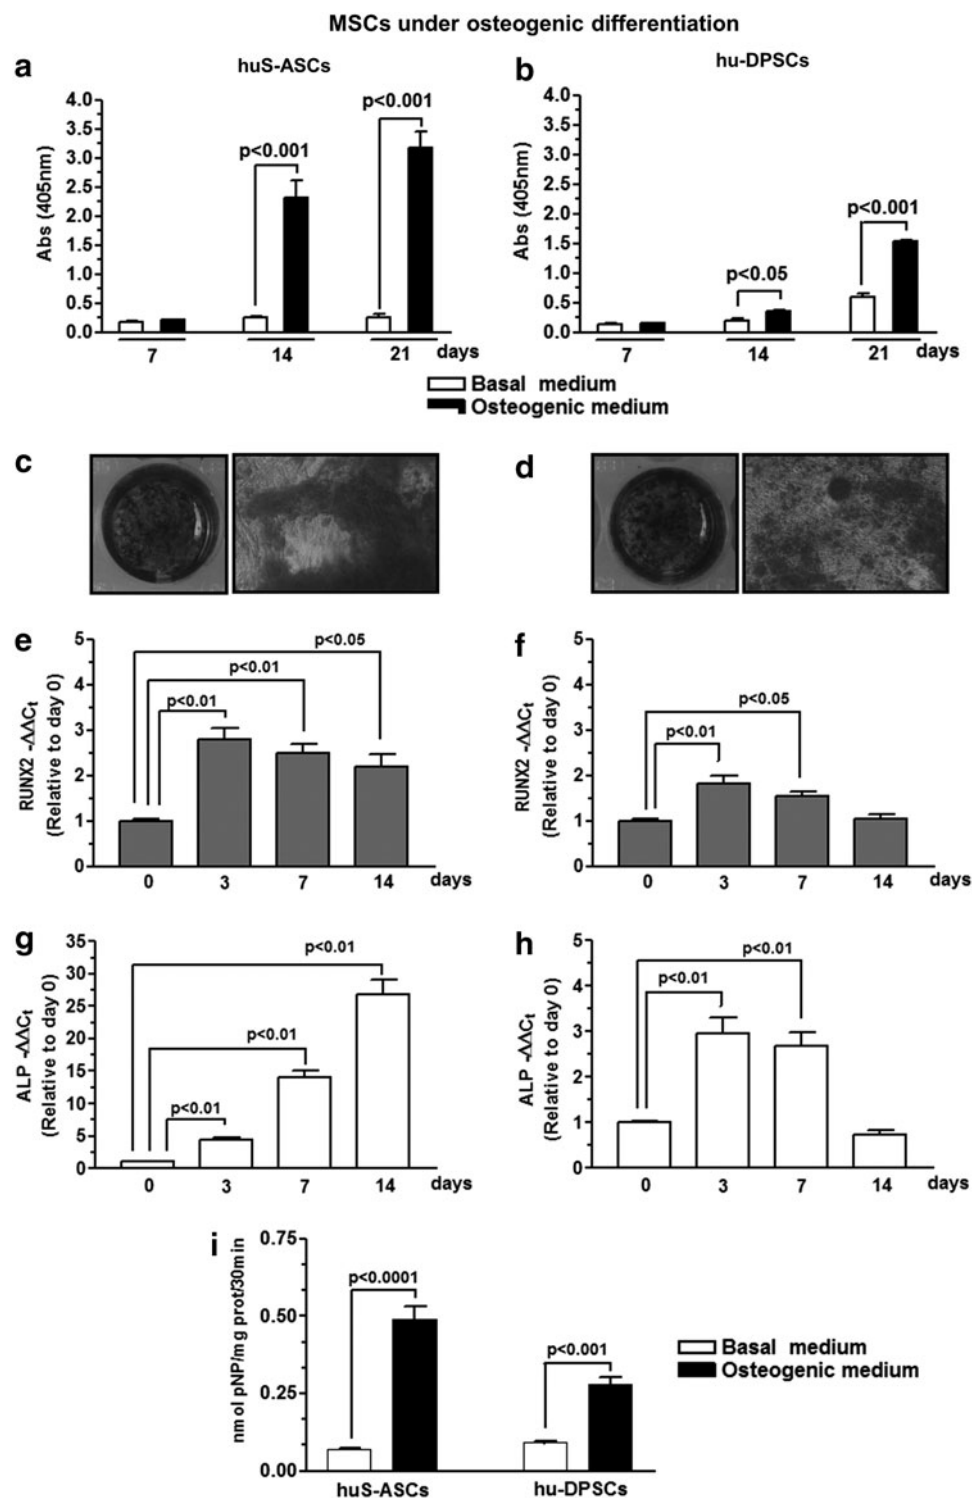 MSCs under osteogenic differentiation
a
huS-ASCs
Abs (405nm)
4.0
3.5
3.0
2.5
2.0
1.5
1.0
0.5
0.0
p<0.001
p<0.001
7
14
21
days
b
hu-DPSCs
Abs (405nm)
4.0
3.5
3.0
2.5
2.0
1.5
1.0
0.5
0.0
p<0.05
p<0.001
7
14
21
days
Basal medium
Osteogenic medium
c
d
e
RUNX2 -ΔΔCt
(Relative to day 0)
5
4
3
2
1
0
p<0.05
p<0.01
p<0.01
0
3
7
14
days
f
RUNX2 -ΔΔCt
(Relative to day 0)
5
4
3
2
1
0
p<0.05
p<0.01
0
3
7
14
days
g
ALP -ΔΔCt
(Relative to day 0)
35
30
25
20
15
10
5
0
p<0.01
p<0.01
p<0.01
0
3
7
14
days
h
ALP -ΔΔCt
(Relative to day 0)
5
4
3
2
1
0
p<0.01
p<0.01
0
3
7
14
days
i
nmol pNP/mg prot/30min
0.75
0.50
0.25
0.00
p<0.0001
p<0.001
huS-ASCs
hu-DPSCs
Basal medium
Osteogenic medium